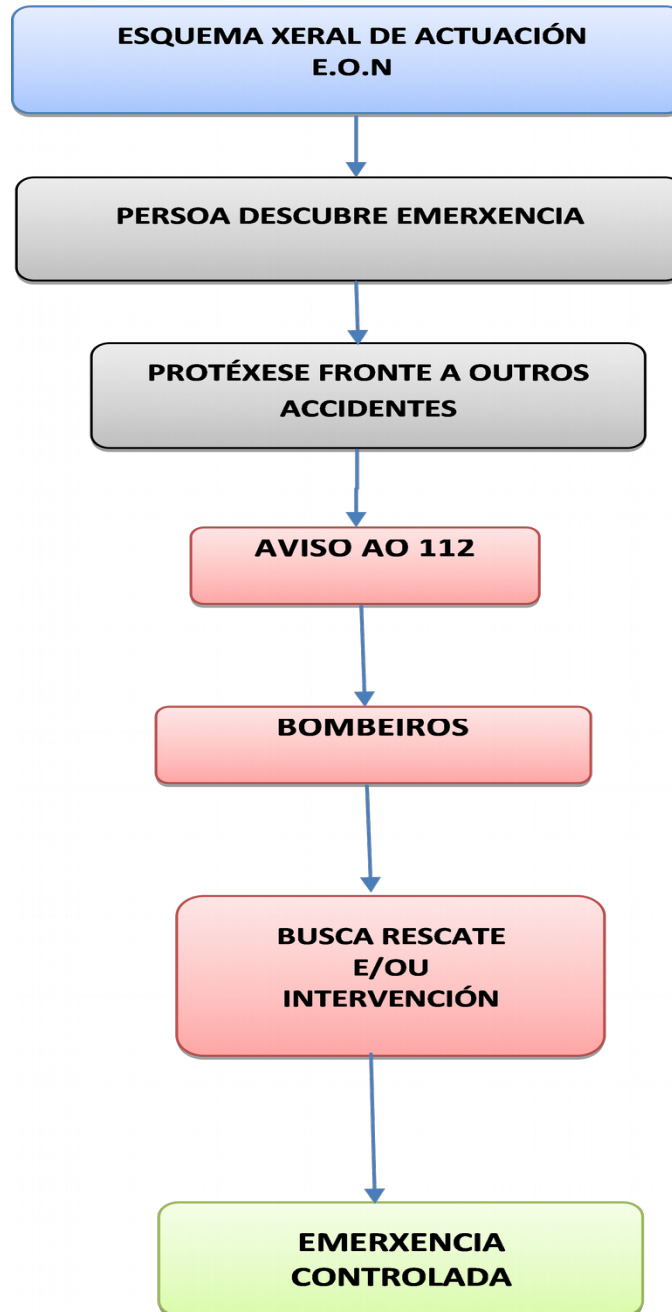 ESQUEMA XERAL DE ACTUACIÓN
E.O.N
PERSOA DESCUBRE EMERXENCIA
PROTÉXESE FRONTE A OUTROS
ACCIDENTES
AVISO AO 112
BOMBEIROS
BUSCA RESCATE
E/OU
INTERVENCIÓN
EMERXENCIA
CONTROLADA